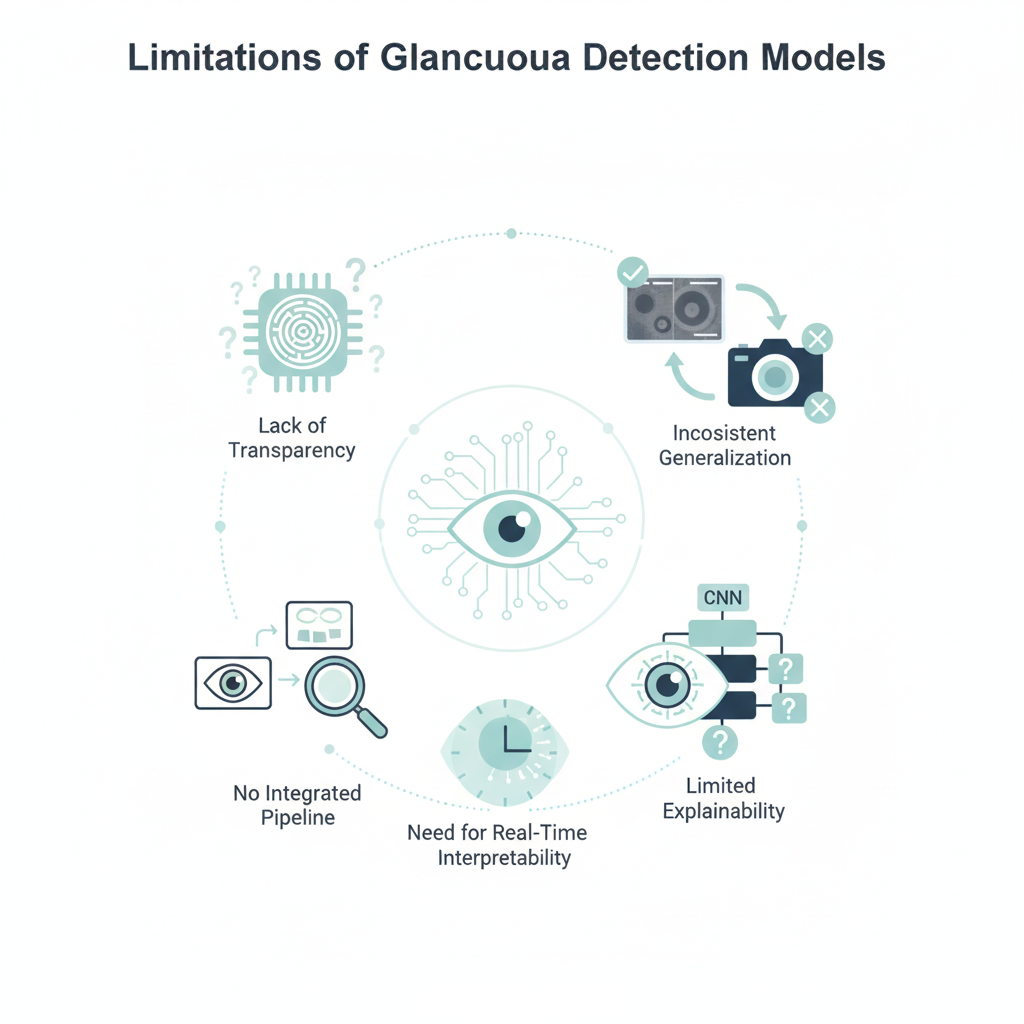 Limitations of Glancuoua Detection Models
? ? ? ? ? ? ?
Lack of
Transparency
Incosistent
Generalization
CNN
?
?
?
No Integrated
Pipeline
Need for Real-Time
Interpretability
Limited
Explainability